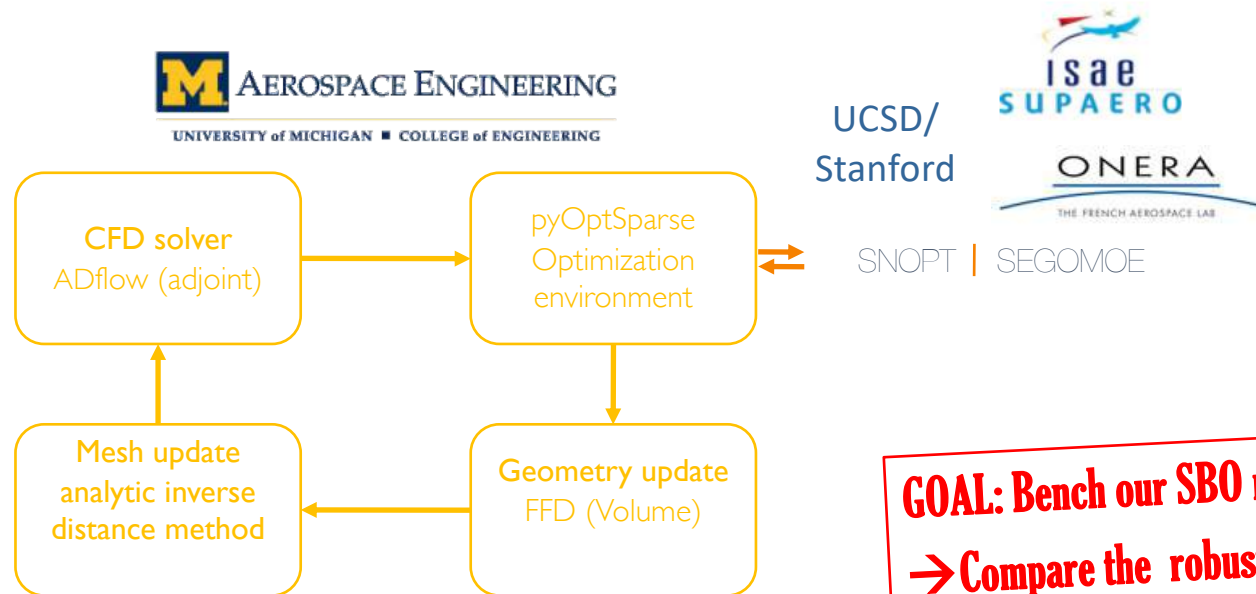 M AEROSPACE ENGINEERING
UNIVERSITY of MICHIGAN ■ COLLEGE of ENGINEERING
UCSD/
Stanford
isae
SUPAERO
ONERA
THE FRENCH AEROSPACE LAB
CFD solver
ADflow (adjoint)
pyOptSparse
Optimization
environment
SNOPT | SEGOMOE
Mesh update
analytic inverse
distance method
Geometry update
FFD (Volume)
GOAL: Bench our SBO
→Compare the